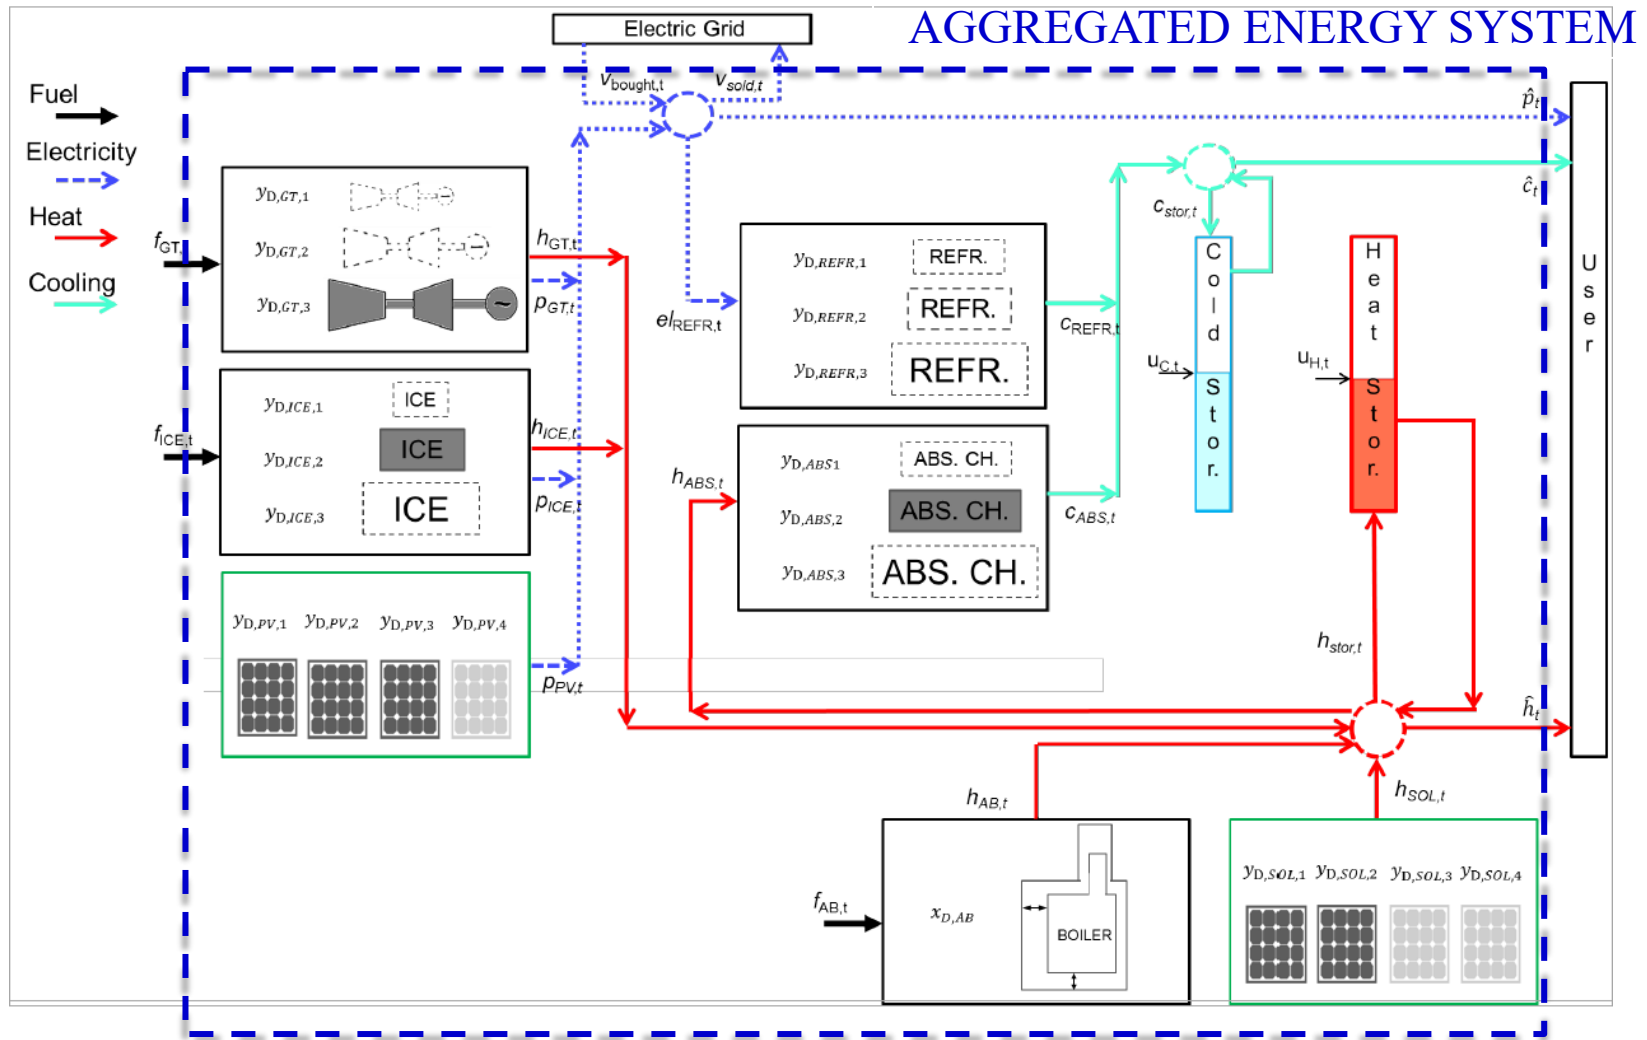 AGGREGATED ENERGY SYSTEM
Electric Grid
Fuel
Electricity
Heat
Cooling
v_bought,t
v_sold,t
p̂_t
ĉ_t
ĥ_t
User
f_GT,
y_D,GT,1
y_D,GT,2
y_D,GT,3
~
h_GT,t
p_GT,t
f_ICE,t
y_D,ICE,1
ICE
y_D,ICE,2
ICE
y_D,ICE,3
ICE
h_ICE,t
p_ICE,t
y_D,PV,1 y_D,PV,2 y_D,PV,3 y_D,PV,4
p_PV,t
el_REFR,t
y_D,REFR,1
REFR.
y_D,REFR,2
REFR.
y_D,REFR,3
REFR.
c_REFR,t
h_ABS,t
y_D,ABS1
ABS. CH.
y_D,ABS,2
ABS. CH.
y_D,ABS,3
ABS. CH.
c_ABS,t
c_stor,t
Cold Stor.
u_C,t
Heat Stor.
u_H,t
h_stor,t
h_AB,t
h_SOL,t
f_AB,t
x_D,AB
BOILER
y_D,SOL,1 y_D,SOL,2 y_D,SOL,3 y_D,SOL,4